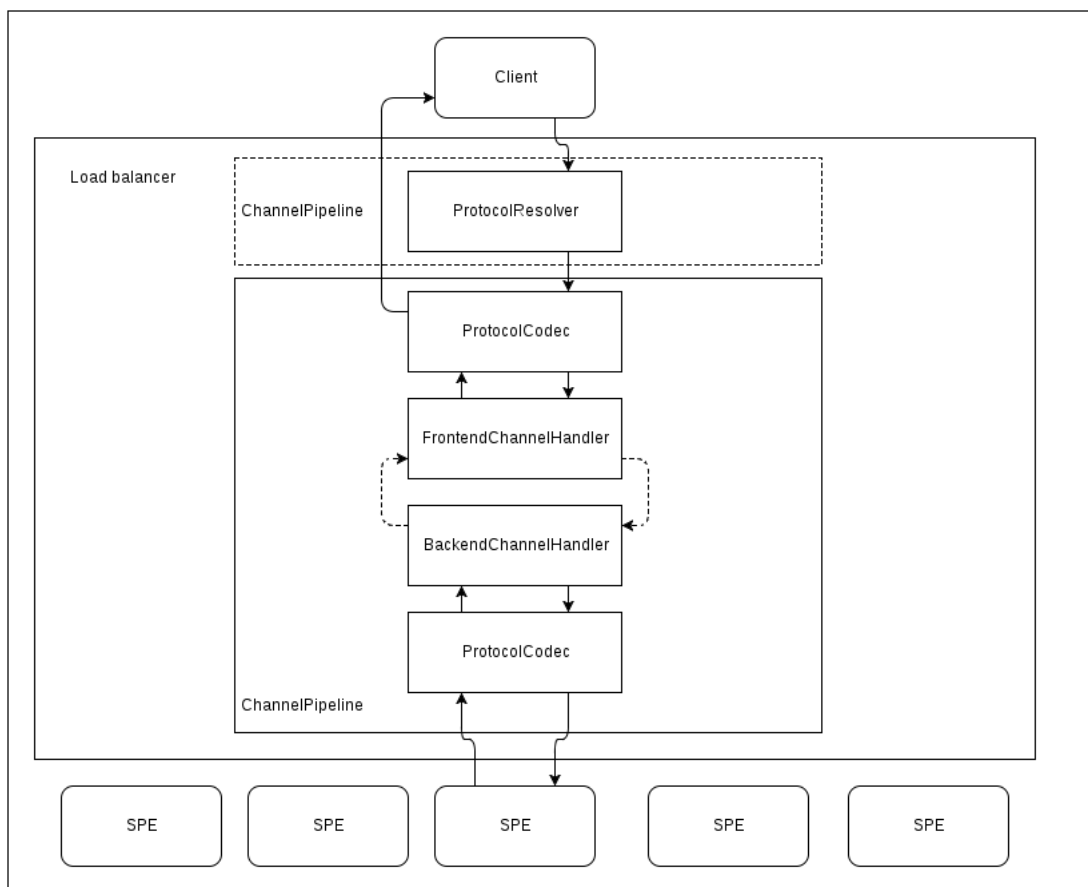 Client
Load balancer
ChannelPipeline
ProtocolResolver
ProtocolCodec
FrontendChannelHandler
BackendChannelHandler
ProtocolCodec
ChannelPipeline
SPE
SPE
SPE
SPE
SPE